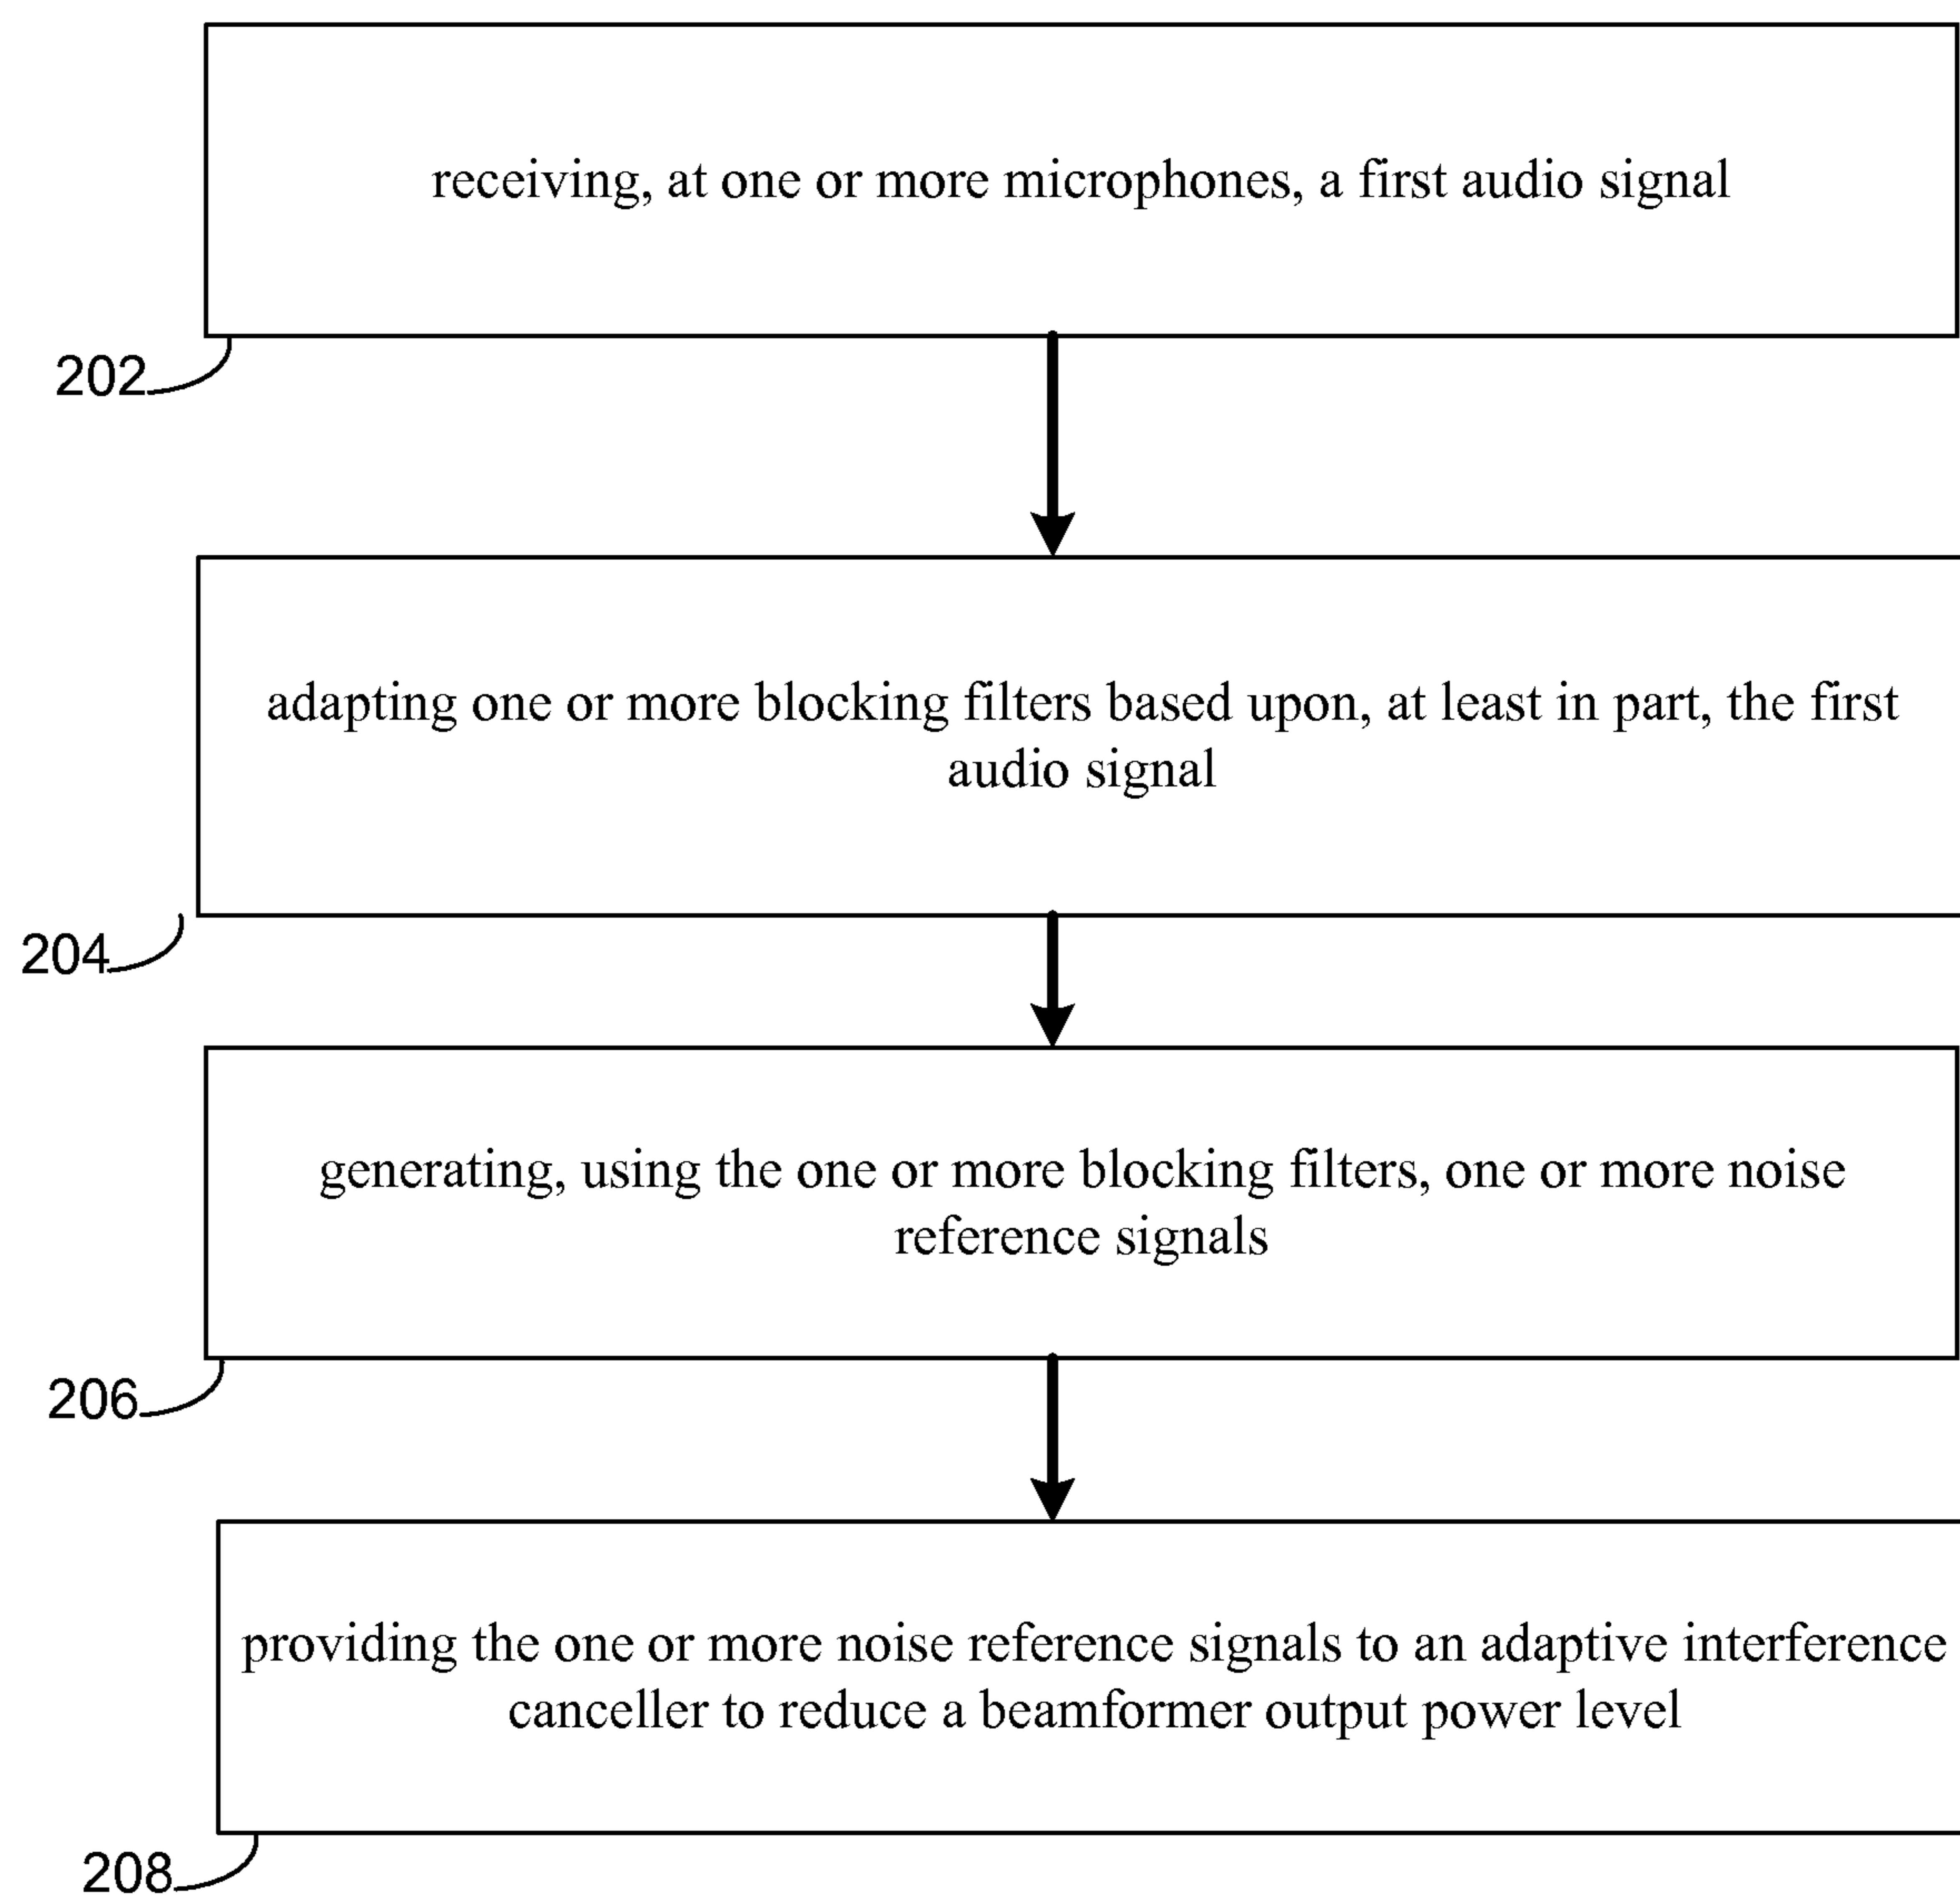 receiving, at one or more microphones, a first audio signal
202
adapting one or more blocking filters based upon, at least in part, the first
audio signal
204
generating, using the one or more blocking filters, one or more noise
reference signals
206
providing the one or more noise reference signals to an adaptive interference
canceller to reduce a beamformer output power level
208